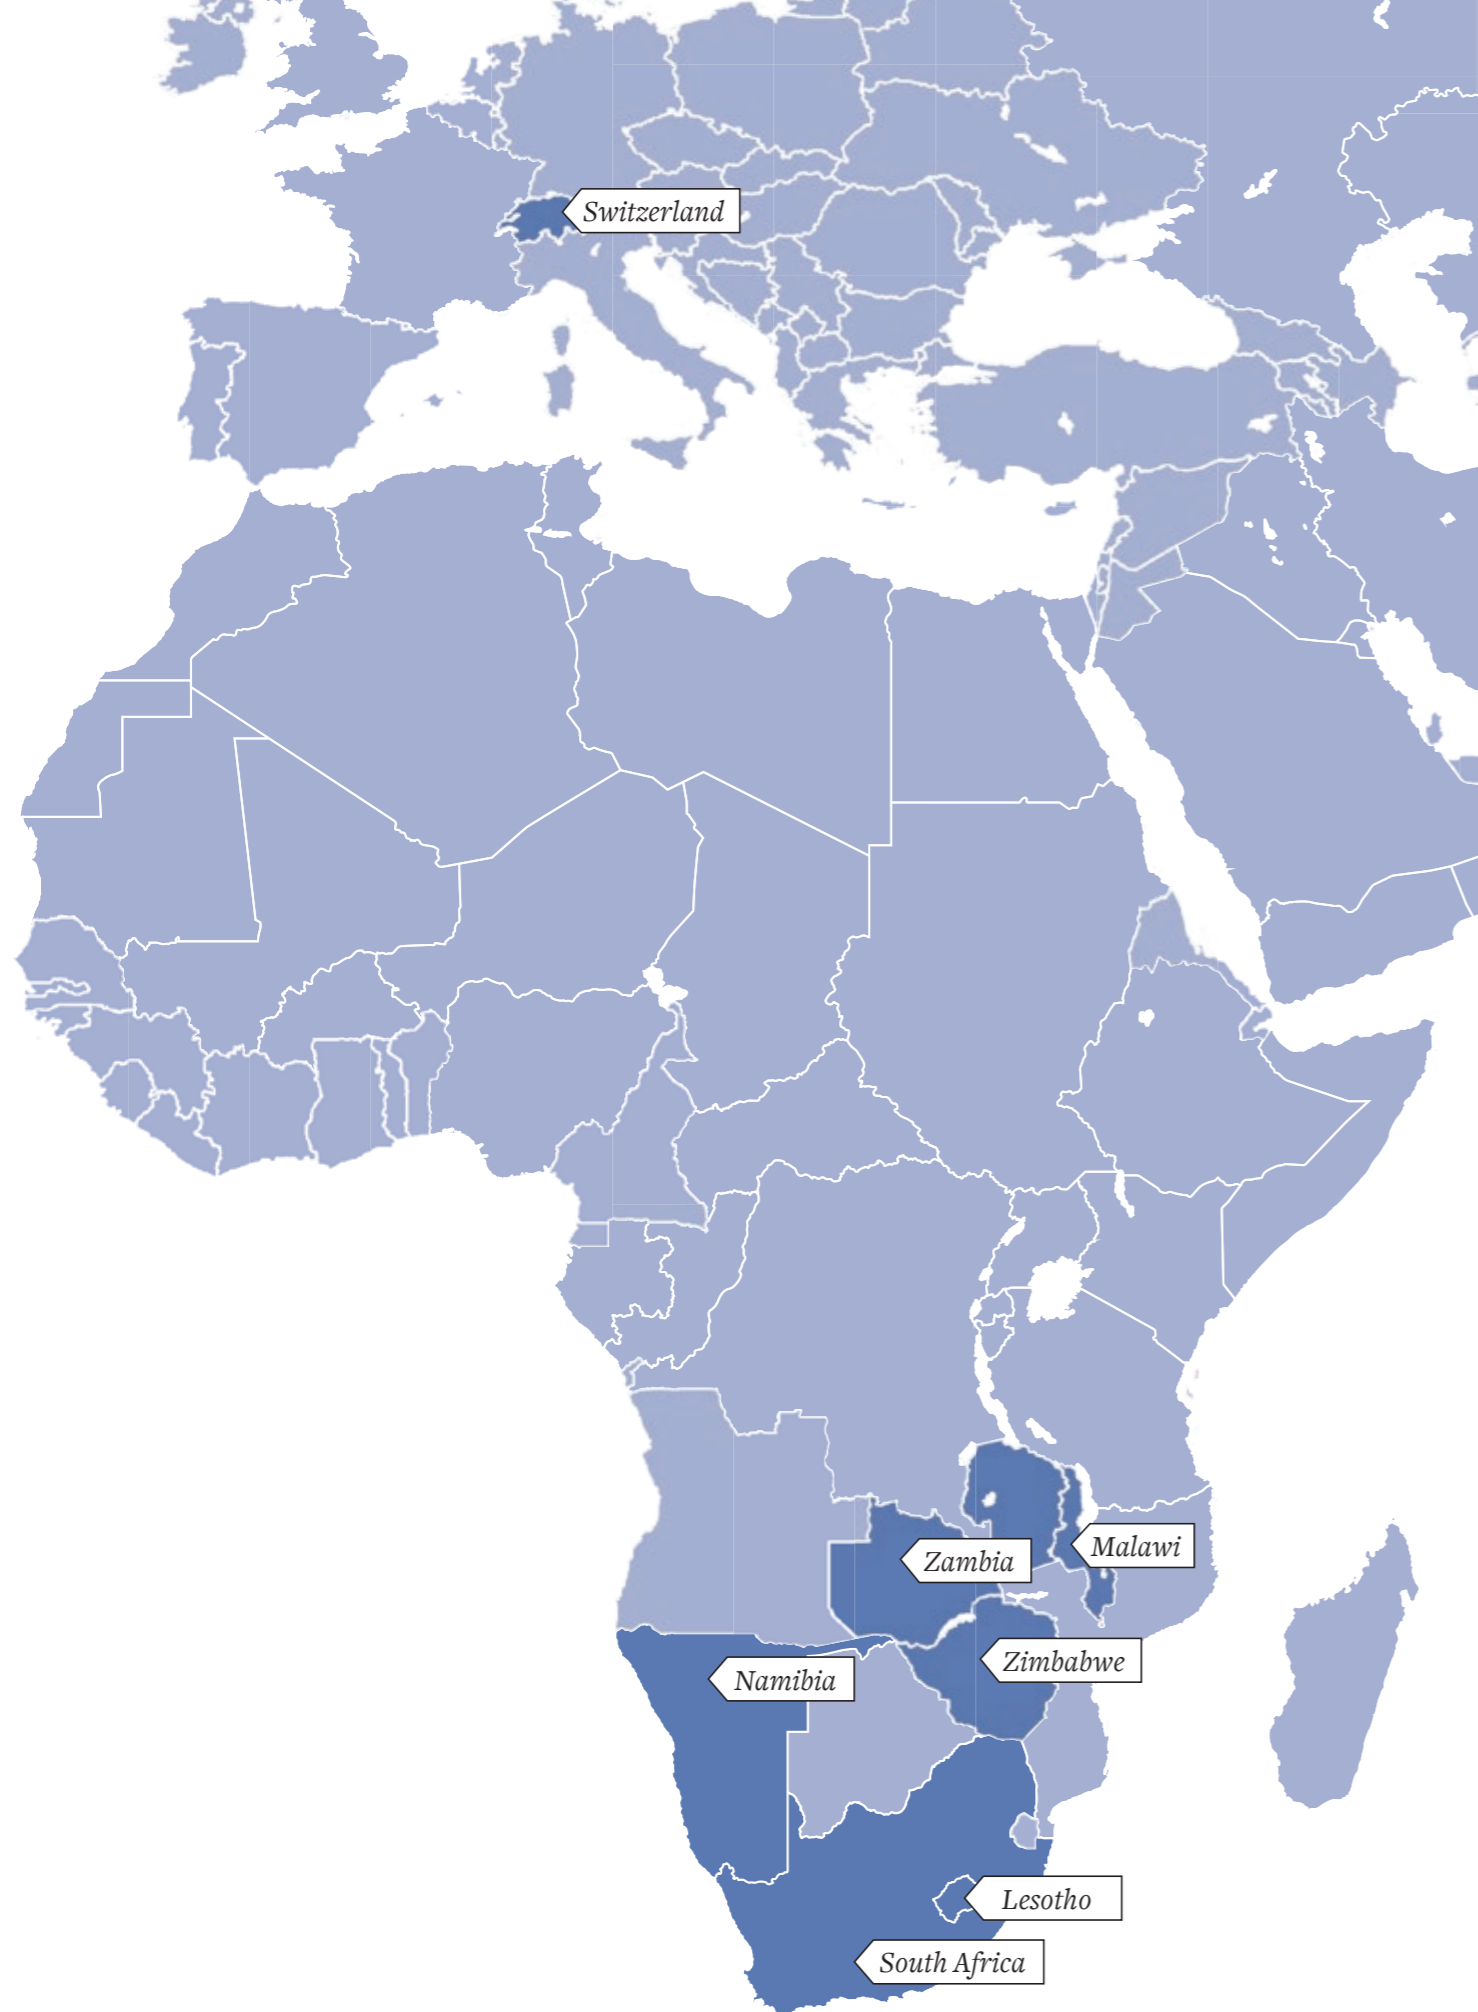 Switzerland
Malawi
Zambia
Zimbabwe
Namibia
Lesotho
South Africa